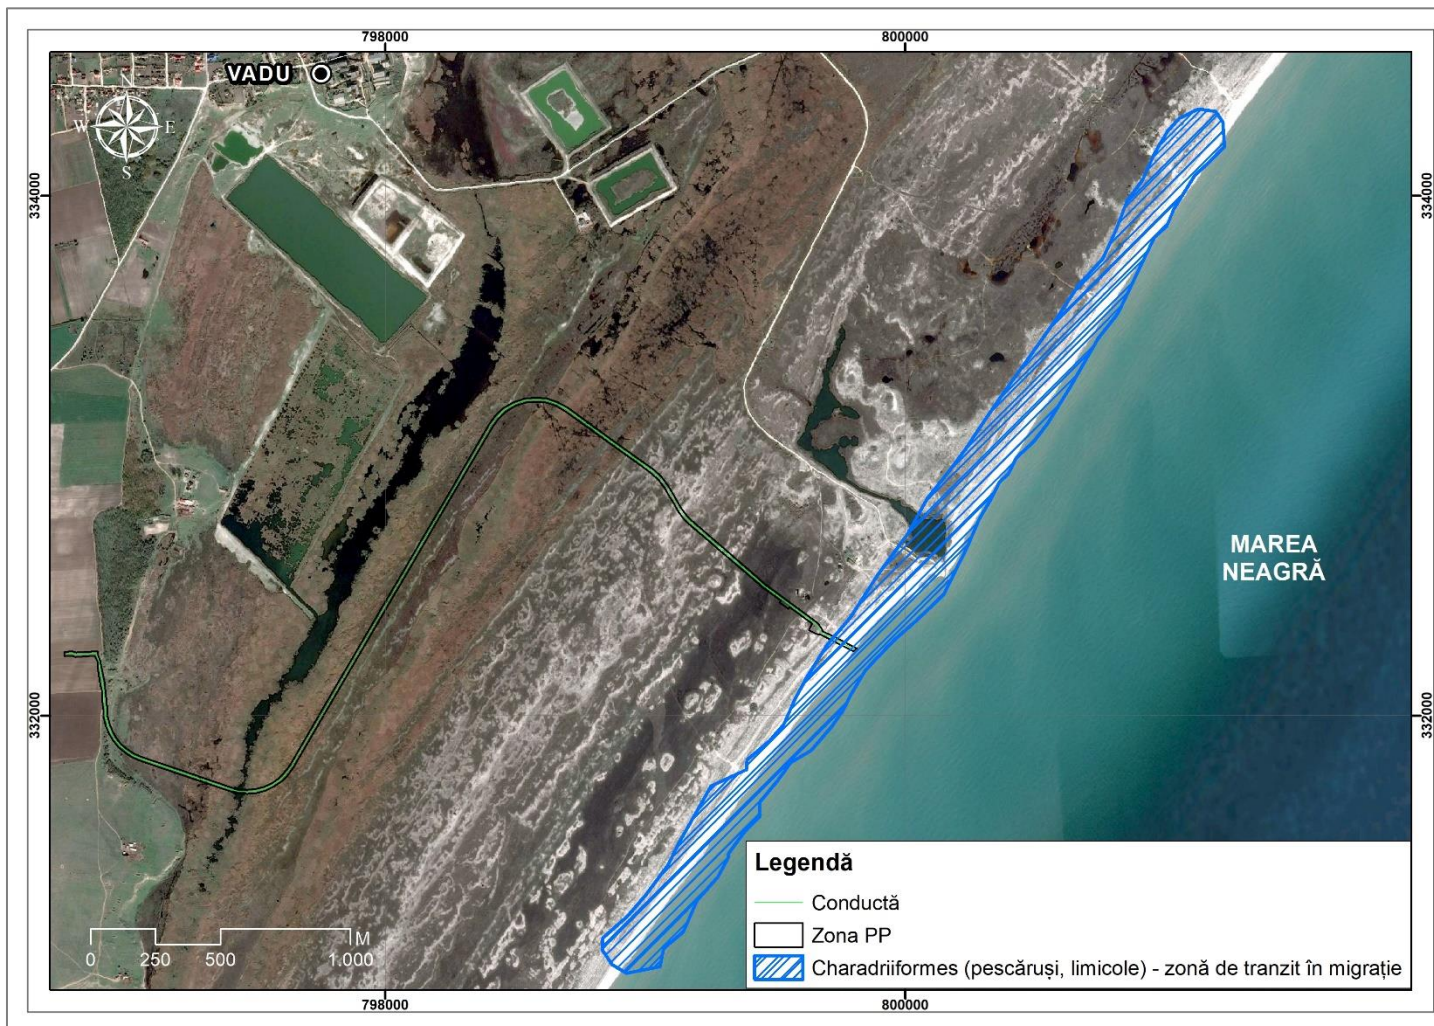 798000
800000
VADU
N
W
E
S
334000
334000
MAREA
NEAGRĂ
332000
332000
Legendă
Conductă
Zona PP
Charadriiformes (pescăruși, limicole) - zonă de tranzit în migrație
M
0 250 500 1.000
798000
800000